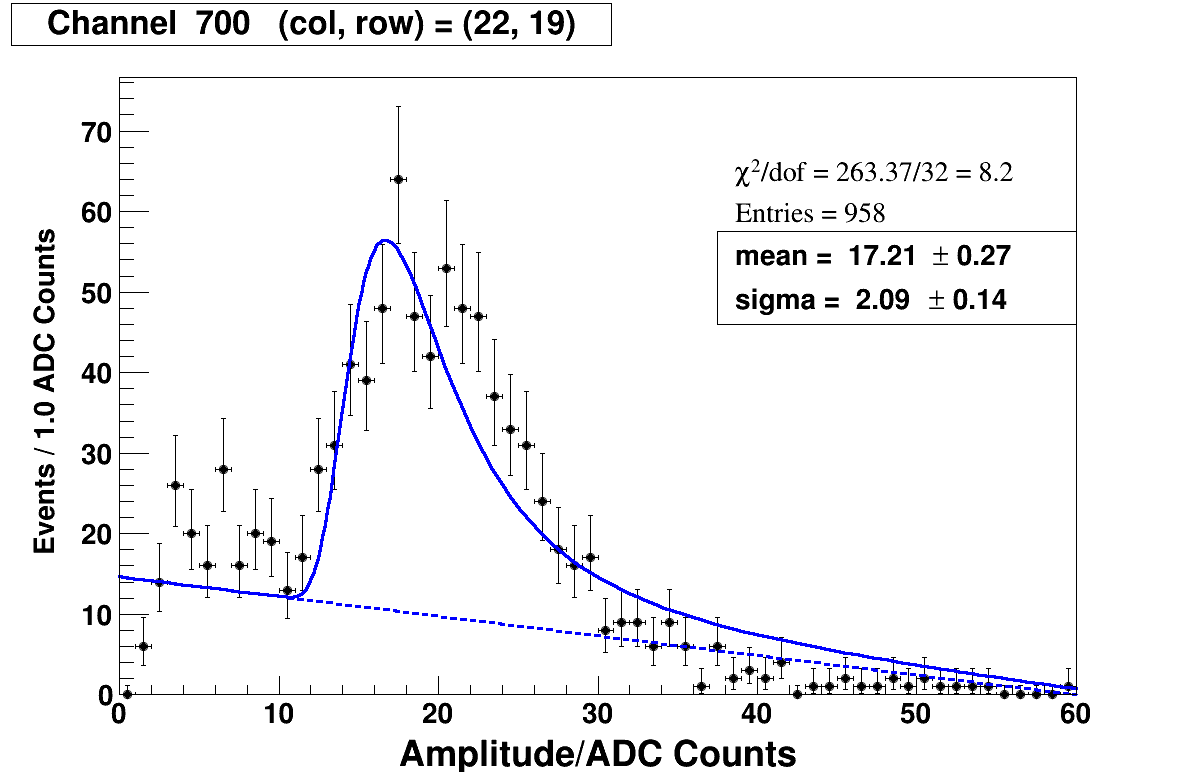 Channel 700 (col, row) = (22, 19)
χ²/dof = 263.37/32 = 8.2
Entries = 958
mean = 17.21 ± 0.27
sigma = 2.09 ± 0.14
Events / 1.0 ADC Counts
70
60
50
40
30
20
10
0
0 10 20 30 40 50 60
Amplitude/ADC Counts